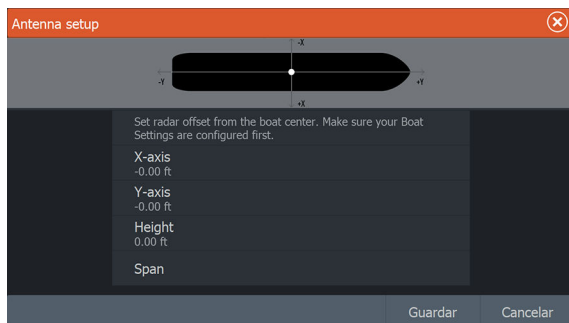 Antenna setup
-X
-Y
+Y
+X
Set radar offset from the boat center. Make sure your Boat
Settings are configured first.
X-axis
-0.00 ft
Y-axis
-0.00 ft
Height
0.00 ft
Span
Guardar
Cancelar